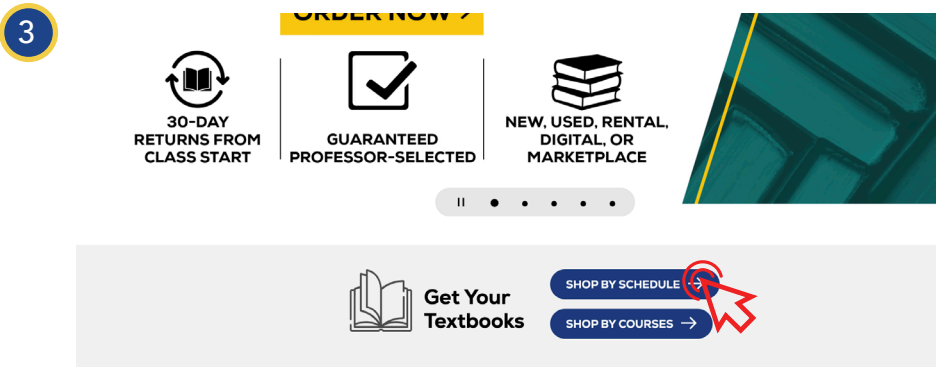 3
ORDER NOW >
30-DAY
RETURNS FROM
CLASS START
GUARANTEED
PROFESSOR-SELECTED
NEW, USED, RENTAL,
DIGITAL, OR
MARKETPLACE
Get Your
Textbooks
SHOP BY SCHEDULE →
SHOP BY COURSES →